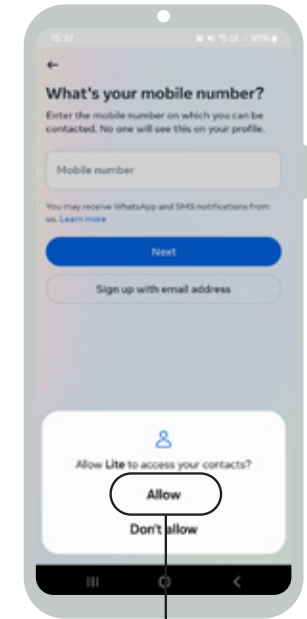 What's your mobile number?
Enter the mobile number on which you can be
contacted. No one will see this on your profile.
Mobile number
You may receive WhatsApp and SMS notifications from
us. Learn more
Next
Sign up with email address
Allow Lite to access your contacts?
Allow
Don't allow